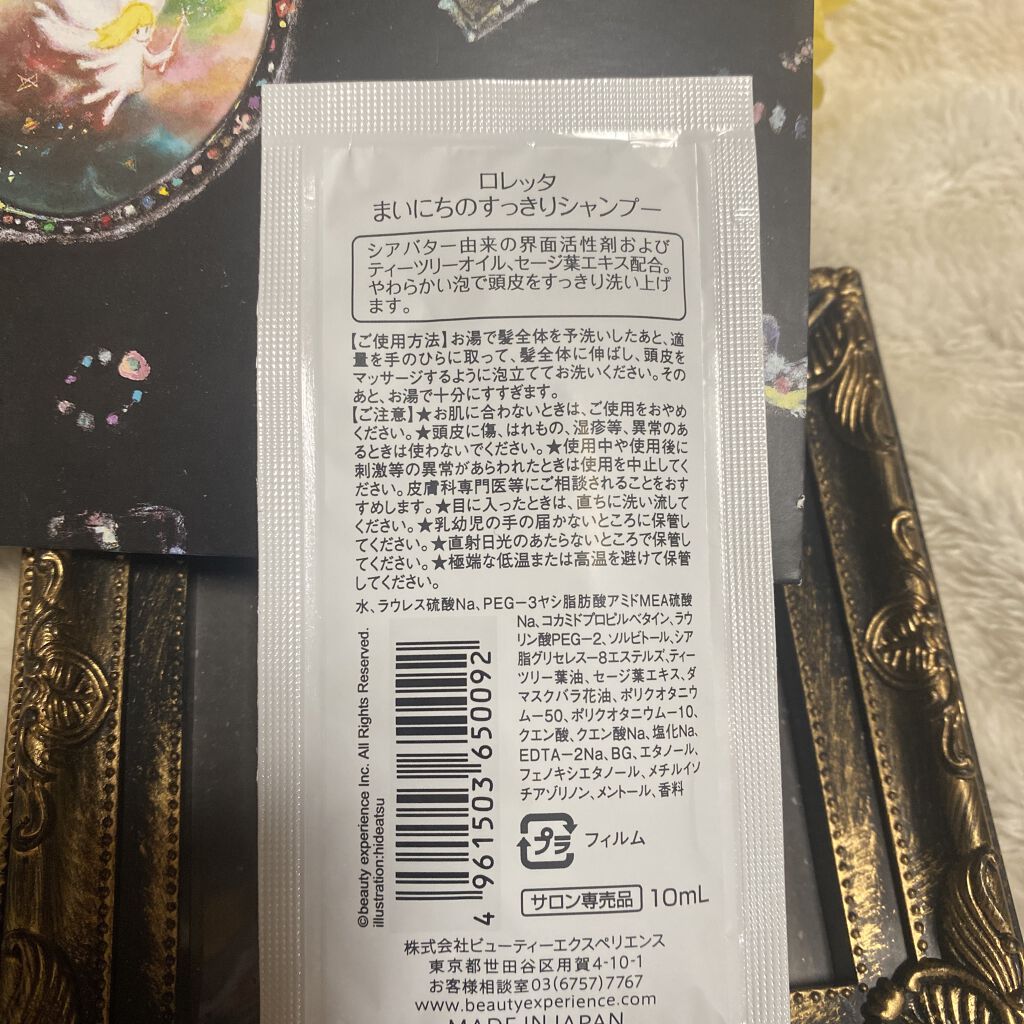 ロレッタ
まいにちのすっきりシャンプー
シアバター由来の界面活性剤および
ティーツリーオイル、セージ葉エキス配合。
やわらかい泡で頭皮をすっきり洗い上げ
ます。
【ご使用方法】お湯で髪全体を予洗いしたあと、適
量を手のひらに取って、髪全体に伸ばし、頭皮を
マッサージするように泡立ててお洗いください。その
あと、お湯で十分にすすぎます。
【ご注意】★お肌に合わないときは、ご使用をおやめ
ください。★頭皮に傷、はれもの、湿疹等、異常のあ
るときは使わないでください。★使用中や使用後に
刺激等の異常があらわれたときは使用を中止してく
ださい。皮膚科専門医等にご相談されることをおす
すめします。★目に入ったときは、直ちに洗い流して
ください。★乳幼児の手の届かないところに保管し
てください。★直射日光のあたらないところで保管し
てください。★極端な低温または高温を避けて保管
してください。
水、ラウレス硫酸Na、PEG－3ヤシ脂肪酸アミドMEA硫酸
Na、コカミドプロピルベタイン、ラウ
リン酸PEG－2、ソルビトール、シア
脂グリセレス－8エステルズ、ティー
ツリー葉油、セージ葉エキス、ダ
マスクバラ花油、ポリクオタニウ
ム－50、ポリクオタニウム－10、
クエン酸、クエン酸Na、塩化Na、
EDTA－2Na、BG、エタノール、
フェノキシエタノール、メチルイソ
チアゾリノン、メントール、香料
©beauty experience Inc. All Rights Reserved.
illustration:hideatsu
4 961503 650092
プラ フィルム
サロン専売品 10mL
株式会社ビューティーエクスペリエンス
東京都世田谷区用賀4-10-1
お客様相談室03(6757)7767
www.beautyexperience.com
MADE IN JAPAN